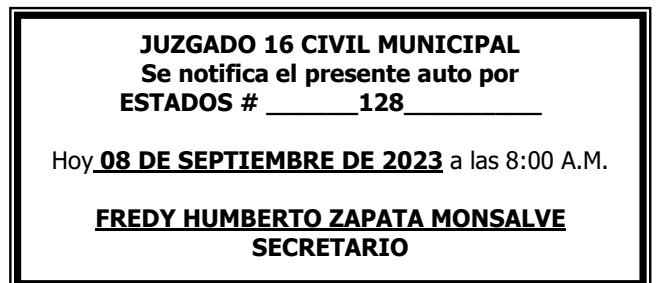 JUZGADO 16 CIVIL MUNICIPAL
Se notifica el presente auto por
ESTADOS # ______128_________
Hoy 08 DE SEPTIEMBRE DE 2023 a las 8:00 A.M.
FREDY HUMBERTO ZAPATA MONSALVE
SECRETARIO